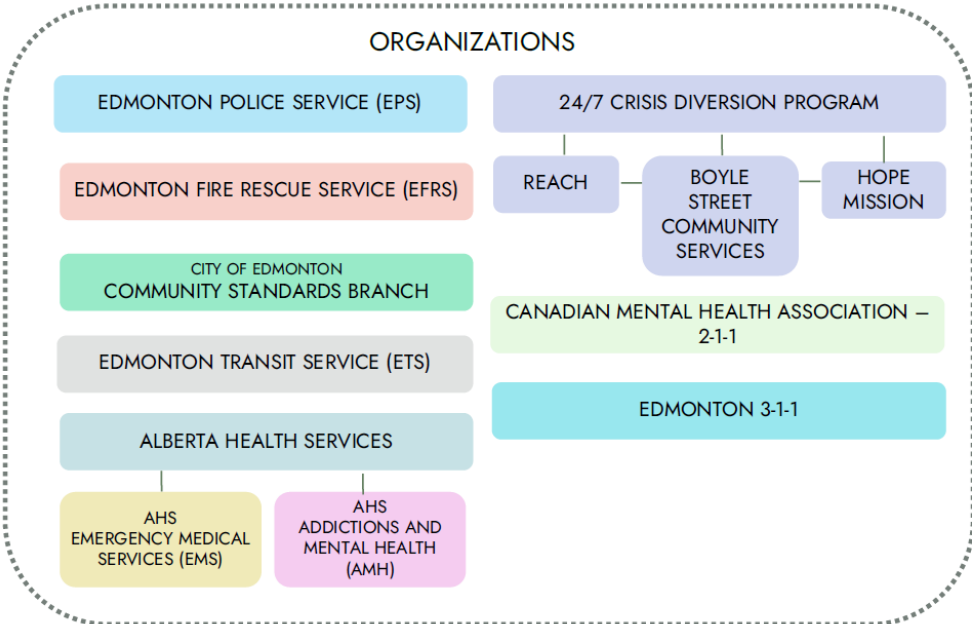 ORGANIZATIONS
EDMONTON POLICE SERVICE (EPS)
EDMONTON FIRE RESCUE SERVICE (EFRS)
CITY OF EDMONTON
COMMUNITY STANDARDS BRANCH
EDMONTON TRANSIT SERVICE (ETS)
ALBERTA HEALTH SERVICES
AHS
EMERGENCY MEDICAL
SERVICES (EMS)
AHS
ADDICTIONS AND
MENTAL HEALTH
(AMH)
24/7 CRISIS DIVERSION PROGRAM
REACH
BOYLE
STREET
COMMUNITY
SERVICES
HOPE
MISSION
CANADIAN MENTAL HEALTH ASSOCIATION –
2-1-1
EDMONTON 3-1-1